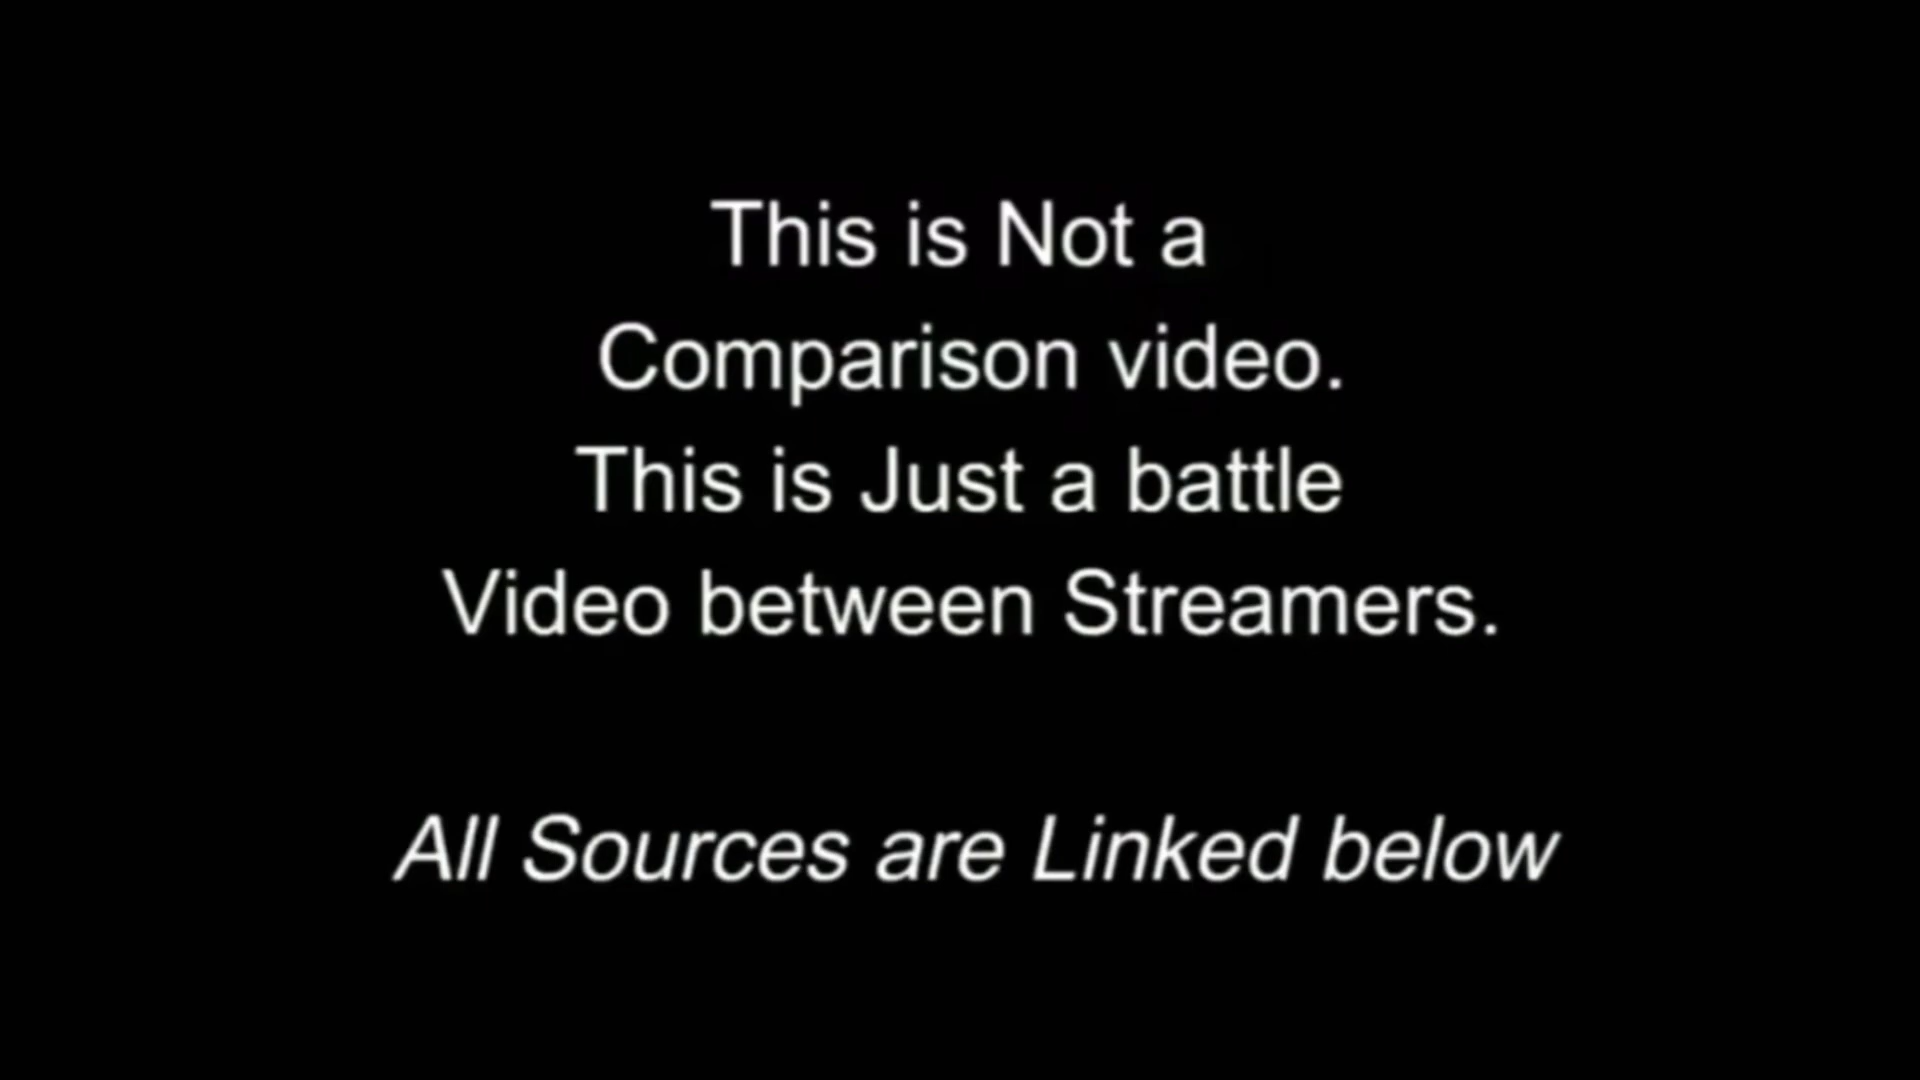 This is Not a
Comparison video.
This is Just a battle
Video between Streamers.
All Sources are Linked below